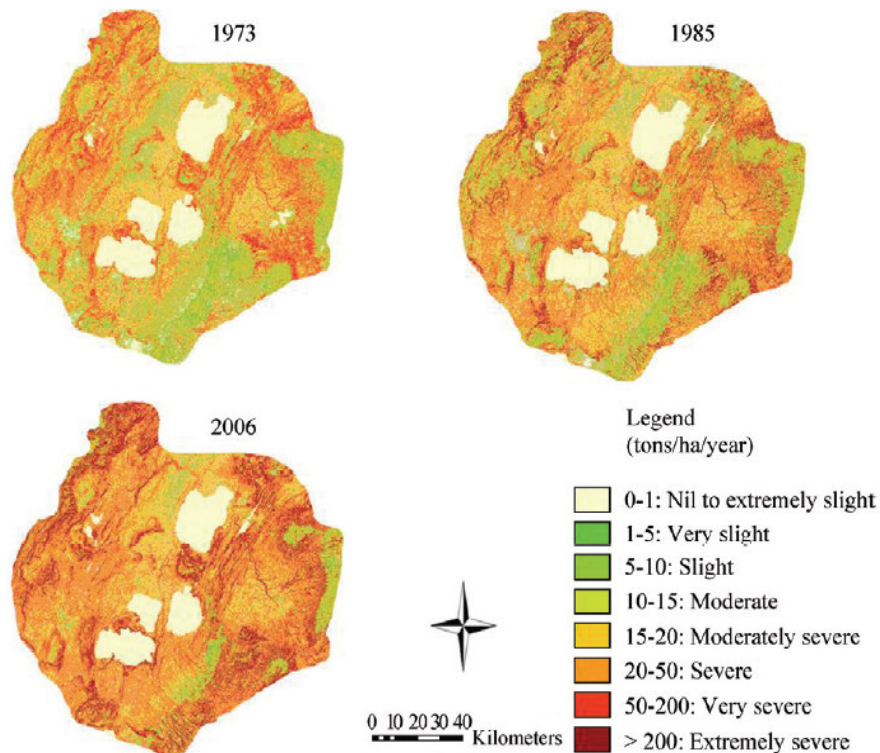 1973
1985
2006
Legend
(tons/ha/year)
0-1: Nil to extremely slight
1-5: Very slight
5-10: Slight
10-15: Moderate
15-20: Moderately severe
20-50: Severe
50-200: Very severe
> 200: Extremely severe
0 10 20 30 40
Kilometers